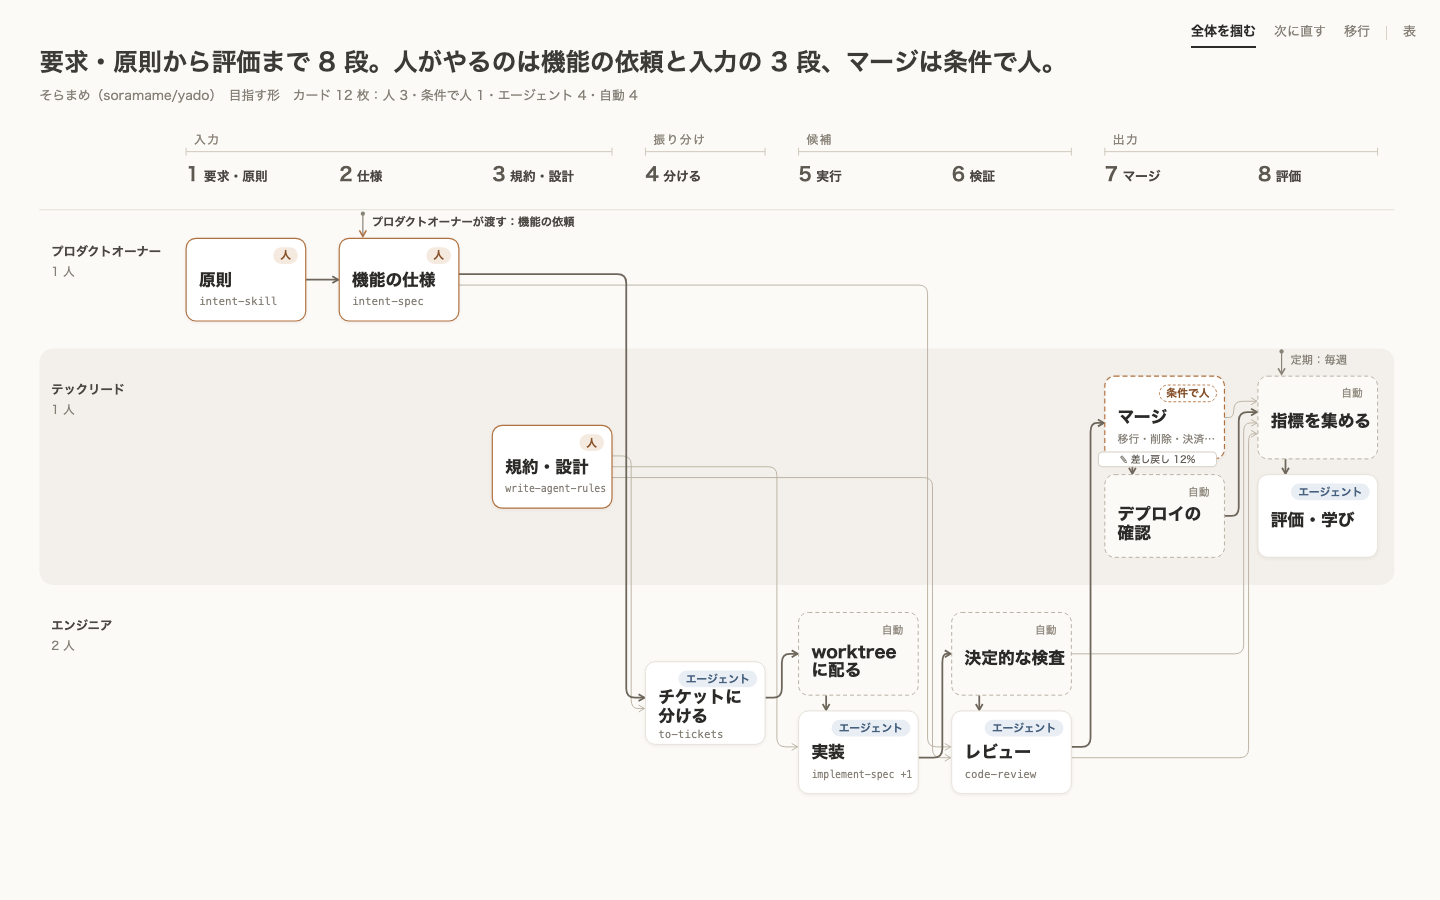 全体を掴む 次に直す 移行 表
要求・原則から評価まで 8 段。人がやるのは機能の依頼と入力の 3 段、マージは条件で人。
そらまめ（soramame/yado） 目指す形 カード 12 枚：人 3・条件で人 1・エージェント 4・自動 4
入力 振り分け 候補 出力
1 要求・原則 2 仕様 3 規約・設計 4 分ける 5 実行 6 検証 7 マージ 8 評価
プロダクトオーナーが渡す：機能の依頼
プロダクトオーナー
1 人
人
原則
intent-skill
人
機能の仕様
intent-spec
テックリード
1 人
人
規約・設計
write-agent-rules
条件で人
マージ
移行・削除・決済…
✎ 差し戻し 12%
自動
デプロイの
確認
定期：毎週
自動
指標を集める
エージェント
評価・学び
エンジニア
2 人
エージェント
チケットに
分ける
to-tickets
自動
worktree
に配る
エージェント
実装
implement-spec +1
自動
決定的な検査
エージェント
レビュー
code-review